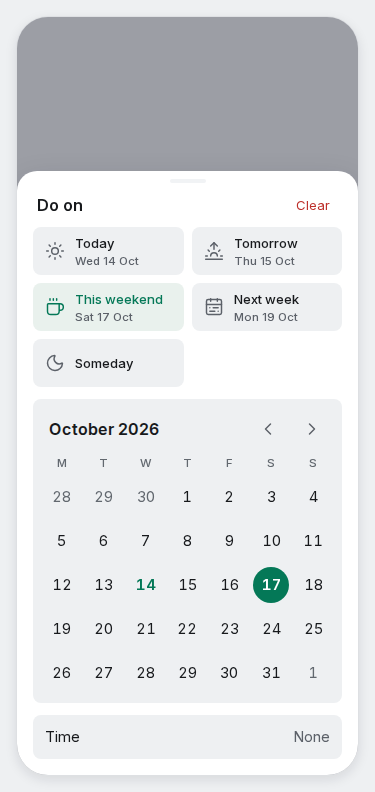 Do on
Clear
Today
Wed 14 Oct
Tomorrow
Thu 15 Oct
This weekend
Sat 17 Oct
Next week
Mon 19 Oct
Someday
October 2026
M T W T F S S
28 29 30 1 2 3 4
5 6 7 8 9 10 11
12 13 14 15 16 17 18
19 20 21 22 23 24 25
26 27 28 29 30 31 1
Time None